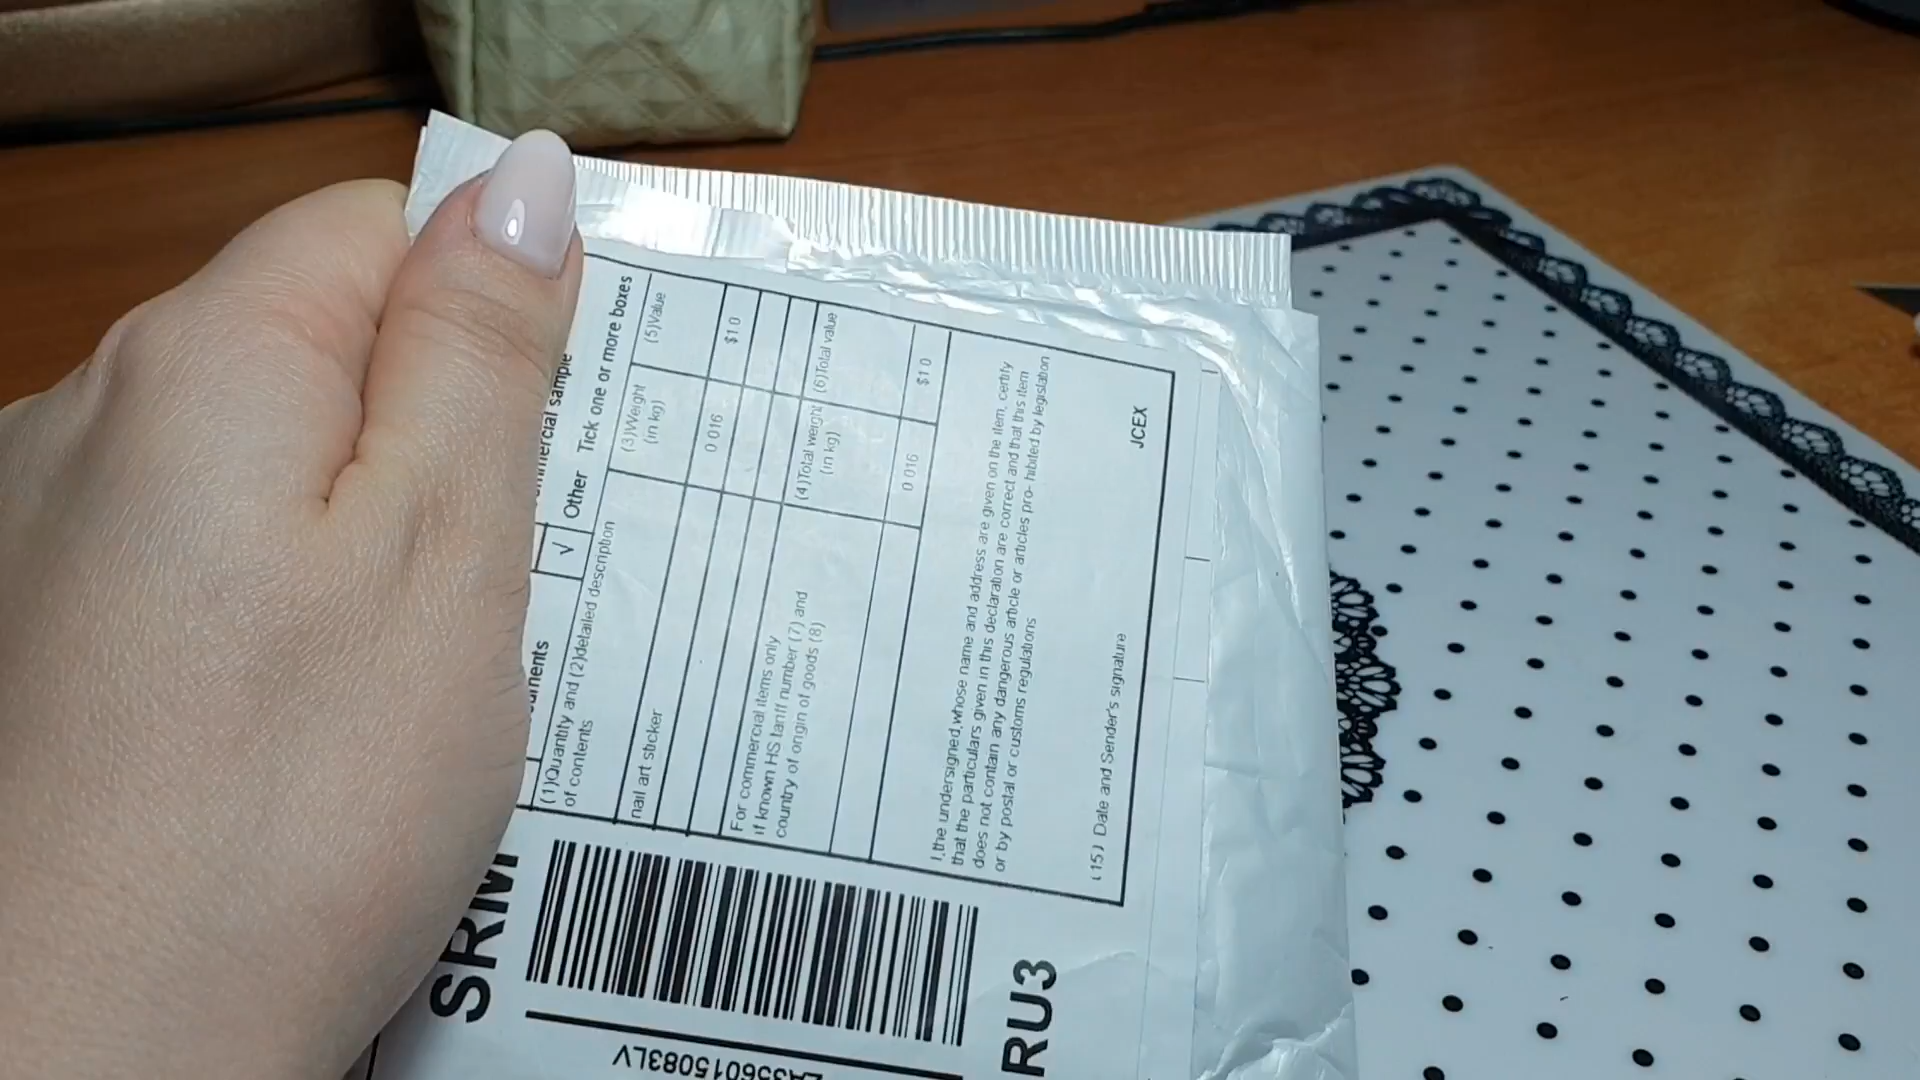 sample
Other Tick one or more boxes
√
(1)Quantity and (2)detailed description
of contents
(3)Weight
(in kg)
(5)Value
nail art sticker
0 016
$1 0
For commercial items only
if known HS tariff number (7) and
country of origin of goods (8)
(4)Total weight
(in kg)
(6)Total value
0 016
$1 0
I,the undersigned,whose name and address are given on the item, certify
that the particulars given in this declaration are correct and that this item
does not contain any dangerous article or articles pro- hibited by legislation
or by postal or customs regulations
(15) Date and Sender's signature
JCEX
SRM
RU3